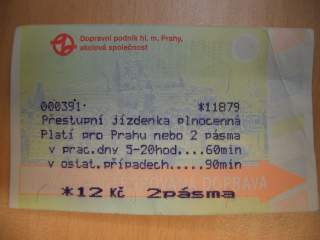 Dopravní podnik hl. m. Prahy,
akciová společnost
000391· *11879
Přestupní jízdenka plnocenná
Platí pro Prahu nebo 2 pásma
v prac.dny 5-20hod....60min
v ostat.případech.....90min
DOPRAVA
*12 Kč 2pásma